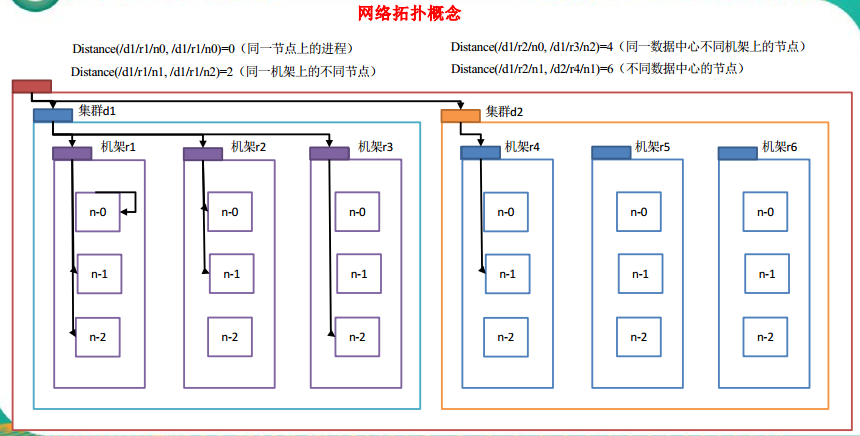 网络拓扑概念
Distance(/d1/r1/n0, /d1/r1/n0)=0（同一节点上的进程）
Distance(/d1/r1/n1, /d1/r1/n2)=2（同一机架上的不同节点）
Distance(/d1/r2/n0, /d1/r3/n2)=4（同一数据中心不同机架上的节点）
Distance(/d1/r2/n1, /d2/r4/n1)=6（不同数据中心的节点）
集群d1
集群d2
机架r1
机架r2
机架r3
机架r4
机架r5
机架r6
n-0
n-0
n-0
n-0
n-0
n-0
n-1
n-1
n-1
n-1
n-1
n-1
n-2
n-2
n-2
n-2
n-2
n-2